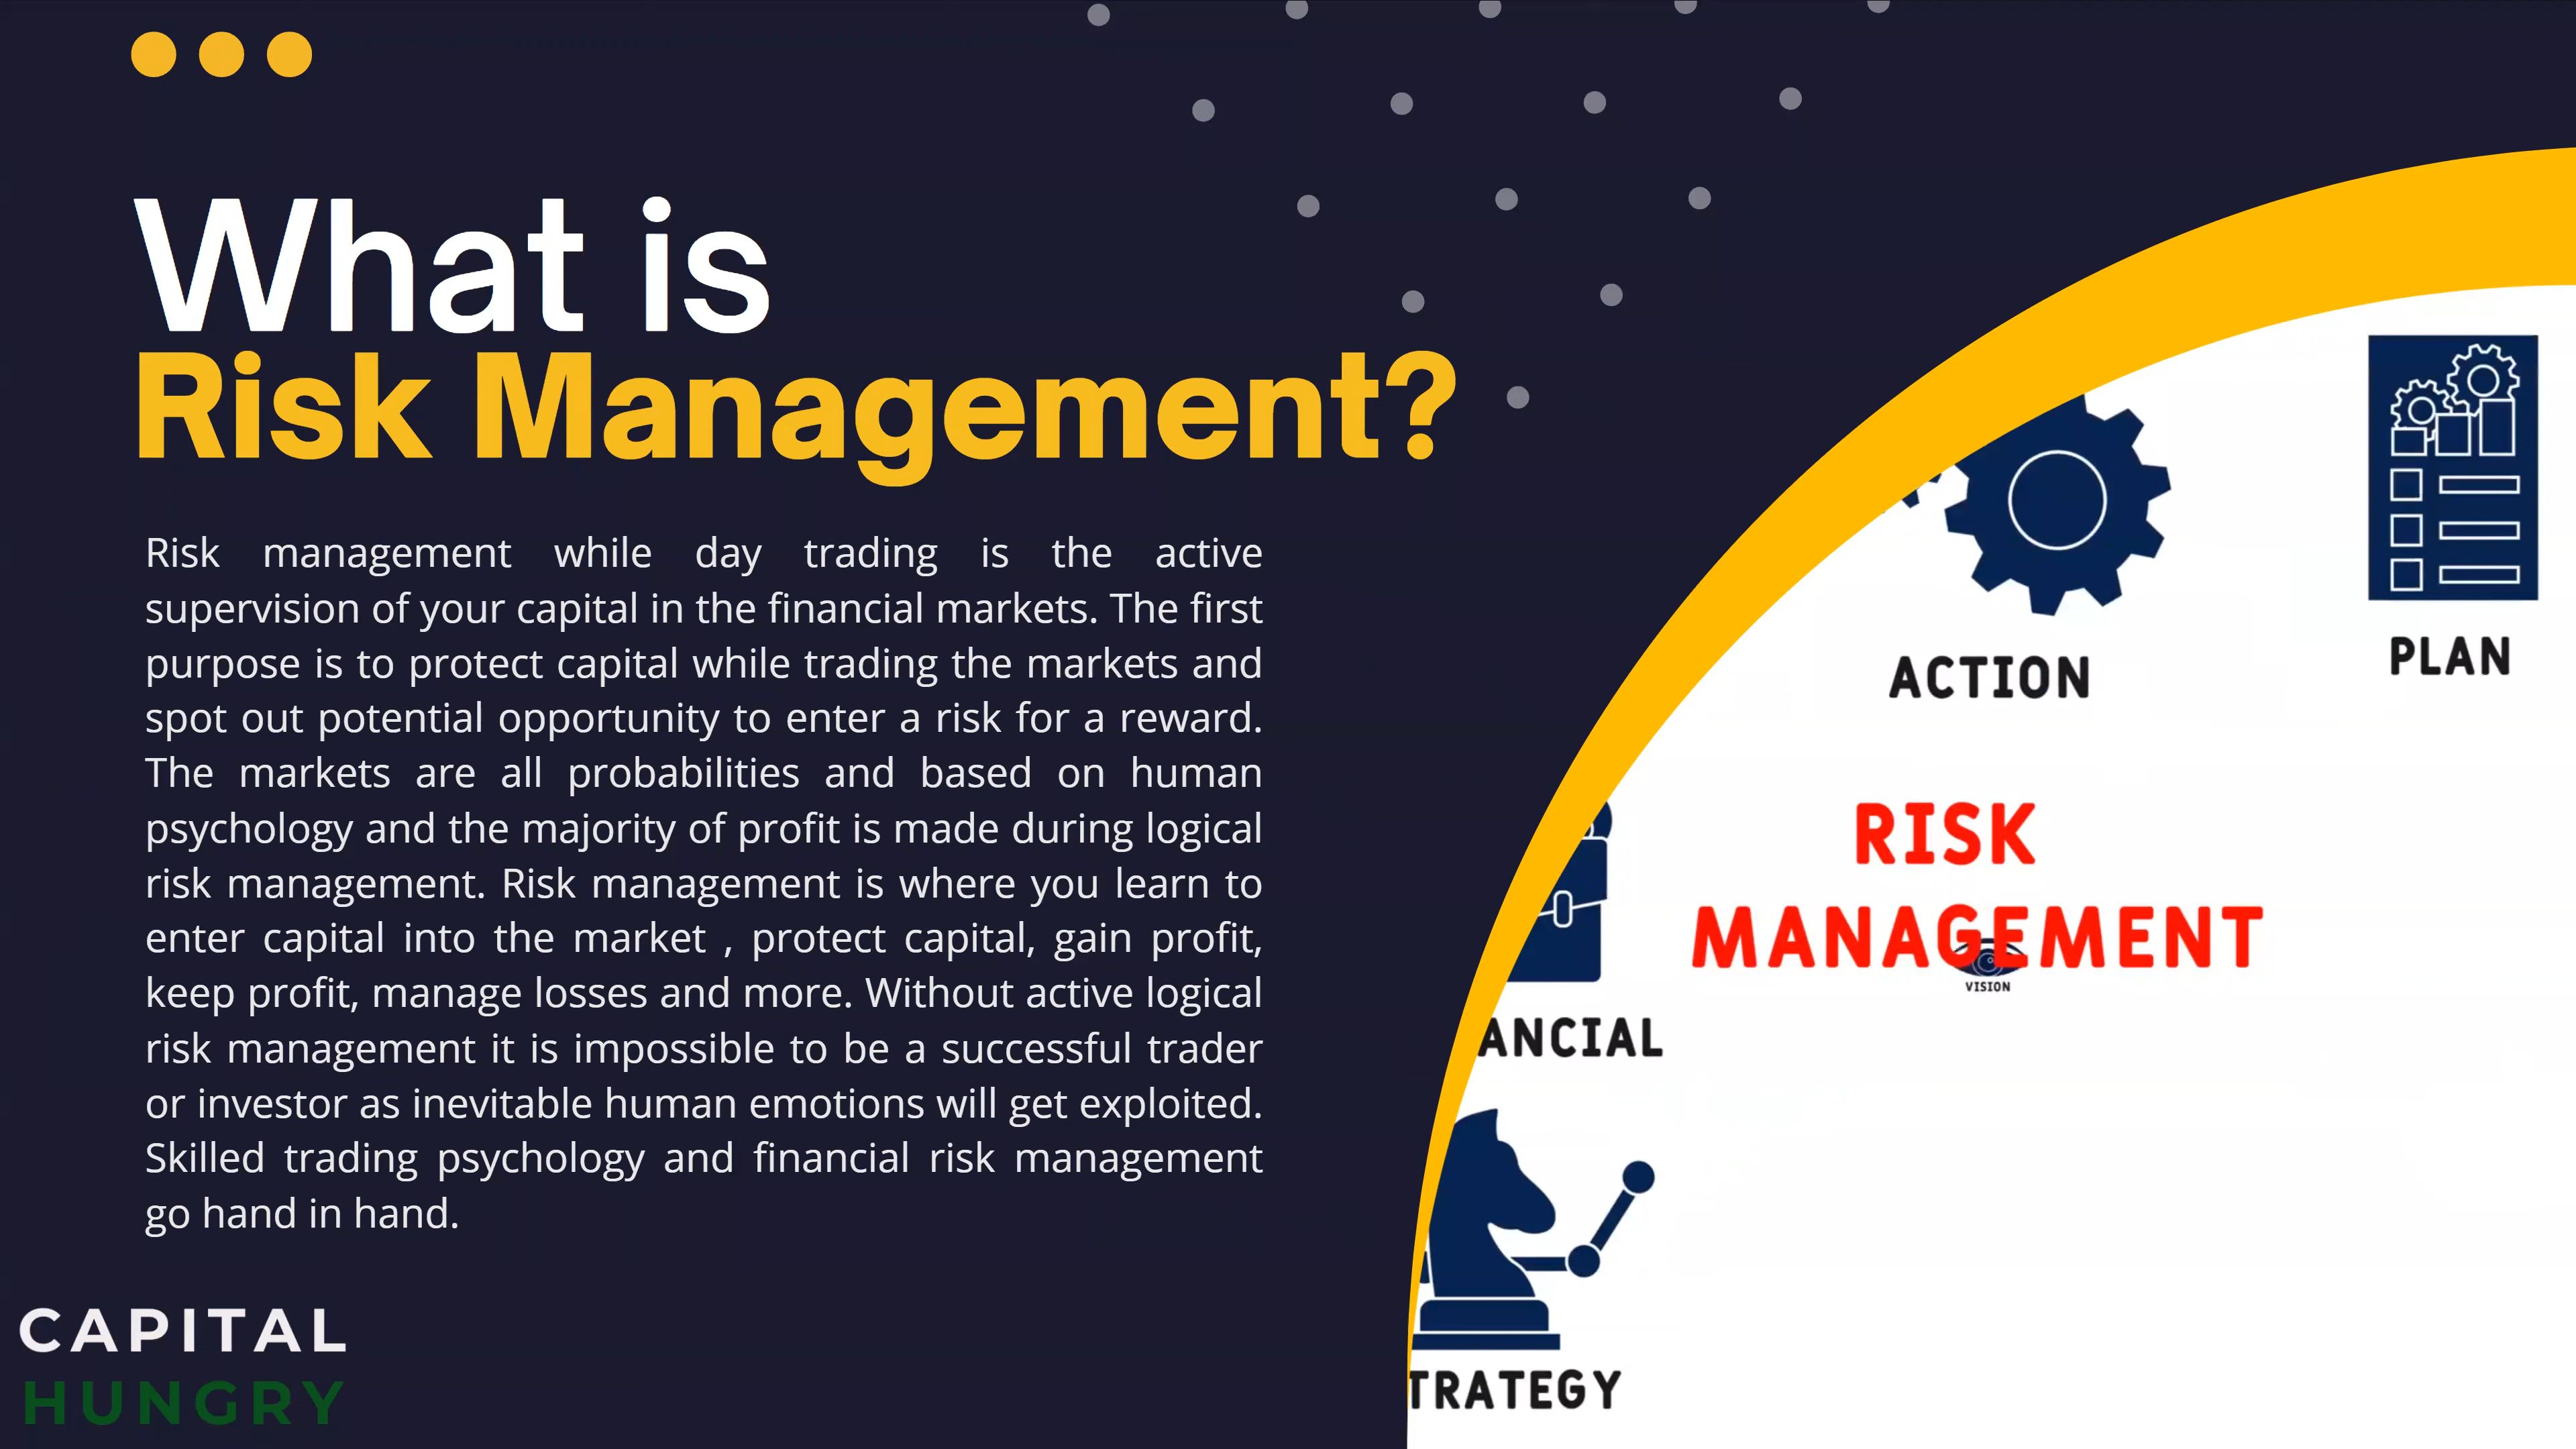 What is
Risk Management?
Risk management while day trading is the active
supervision of your capital in the financial markets. The first
purpose is to protect capital while trading the markets and
spot out potential opportunity to enter a risk for a reward.
The markets are all probabilities and based on human
psychology and the majority of profit is made during logical
risk management. Risk management is where you learn to
enter capital into the market , protect capital, gain profit,
keep profit, manage losses and more. Without active logical
risk management it is impossible to be a successful trader
or investor as inevitable human emotions will get exploited.
Skilled trading psychology and financial risk management
go hand in hand.
CAPITAL
HUNGRY
ACTION
PLAN
RISK
MANAGEMENT
VISION
ANCIAL
TRATEGY